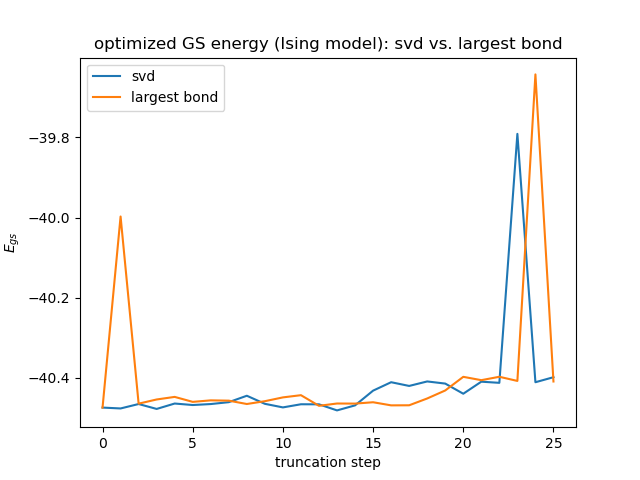 optimized GS energy (Ising model): svd vs. largest bond
svd
largest bond
−39.8
−40.0
−40.2
−40.4
E_gs
0 5 10 15 20 25
truncation step